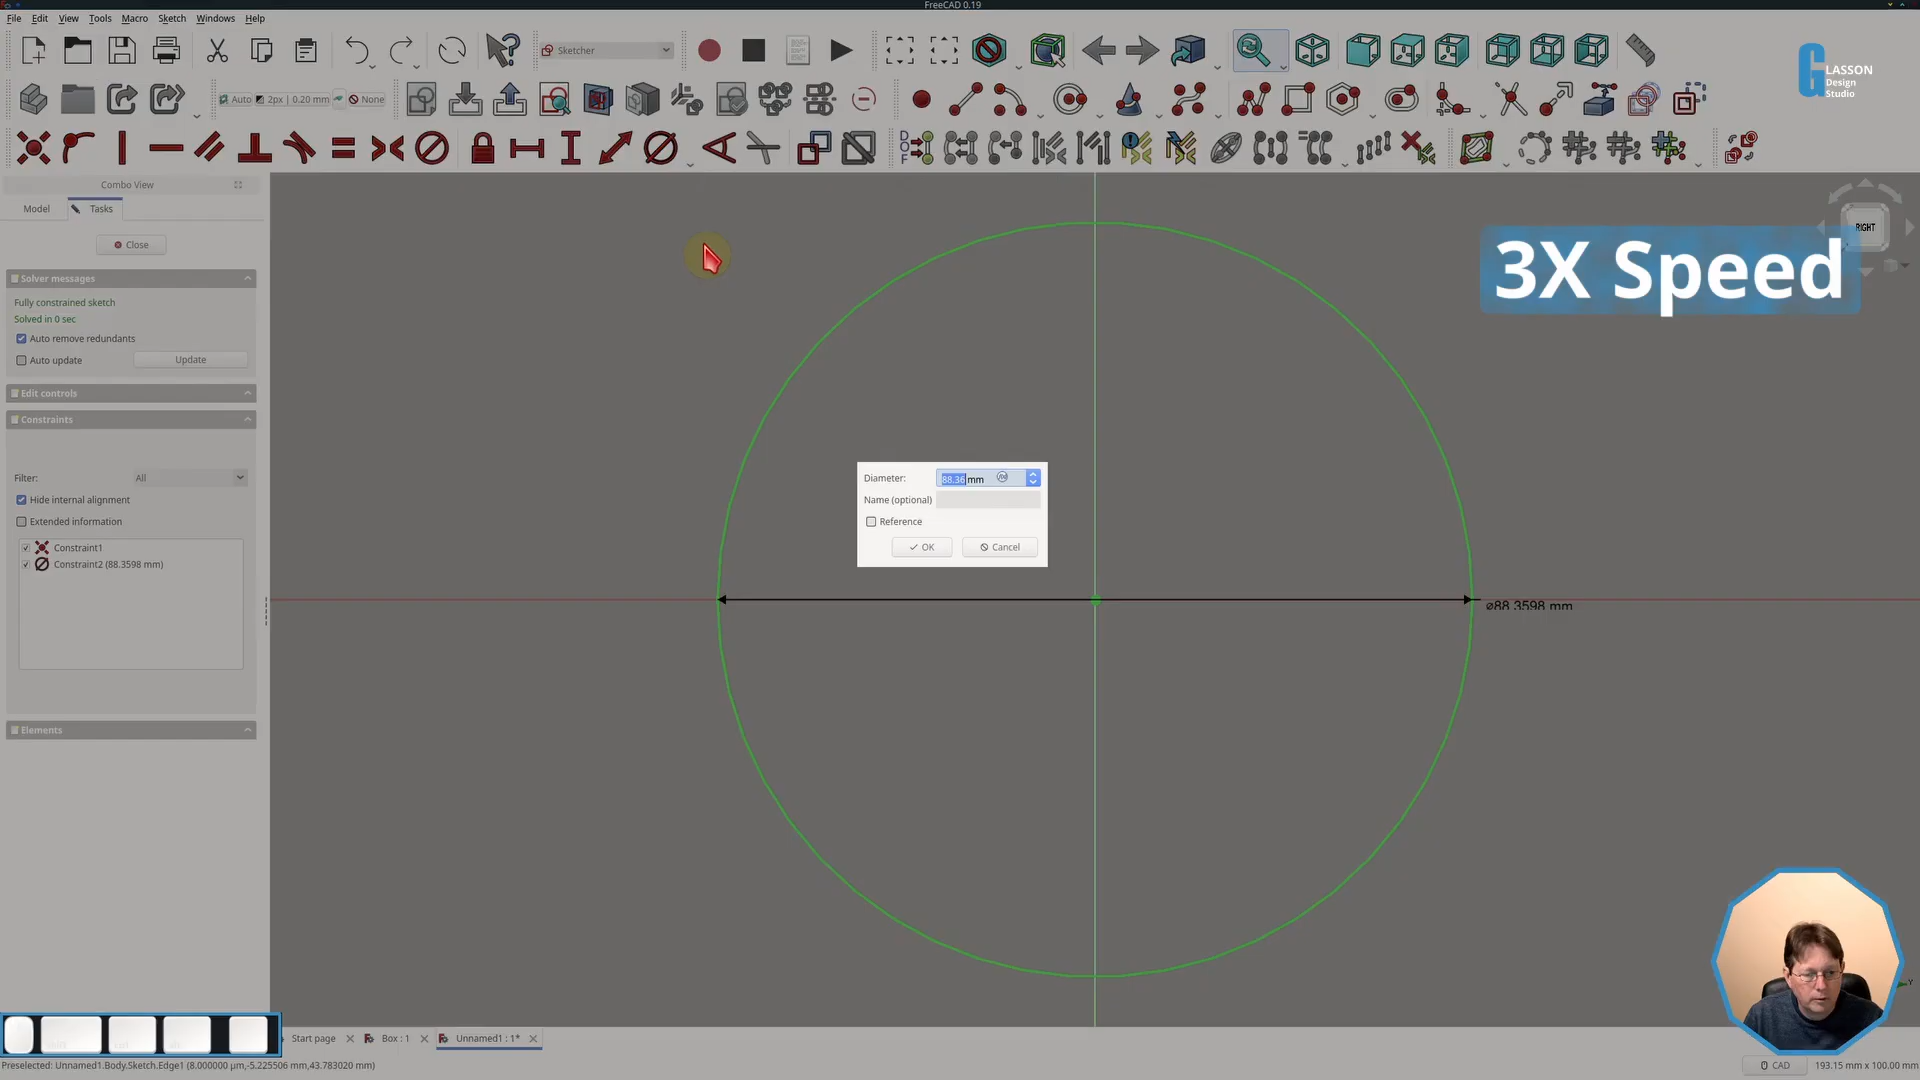 FreeCAD 0.19
File Edit View Tools Macro Sketch Windows Help
Sketcher
GLASSON
Design
Studio
Auto 2px | 0.20 mm None
DOF
Combo View
Model Tasks
Close
Solver messages
Fully constrained sketch
Solved in 0 sec
Auto remove redundants
Auto update Update
Edit controls
Constraints
Filter: All
Hide internal alignment
Extended information
Constraint1
Constraint2 (88.3598 mm)
Elements
RIGHT
3X Speed
Diameter: 88.36 mm
Name (optional)
Reference
OK Cancel
⌀88.3598 mm
Y
Start page Box : 1 Unnamed1 : 1*
Preselected: Unnamed1.Body.Sketch.Edge1 (8.000000 µm,-5.225506 mm,43.783020 mm)
CAD 193.15 mm x 100.00 mm